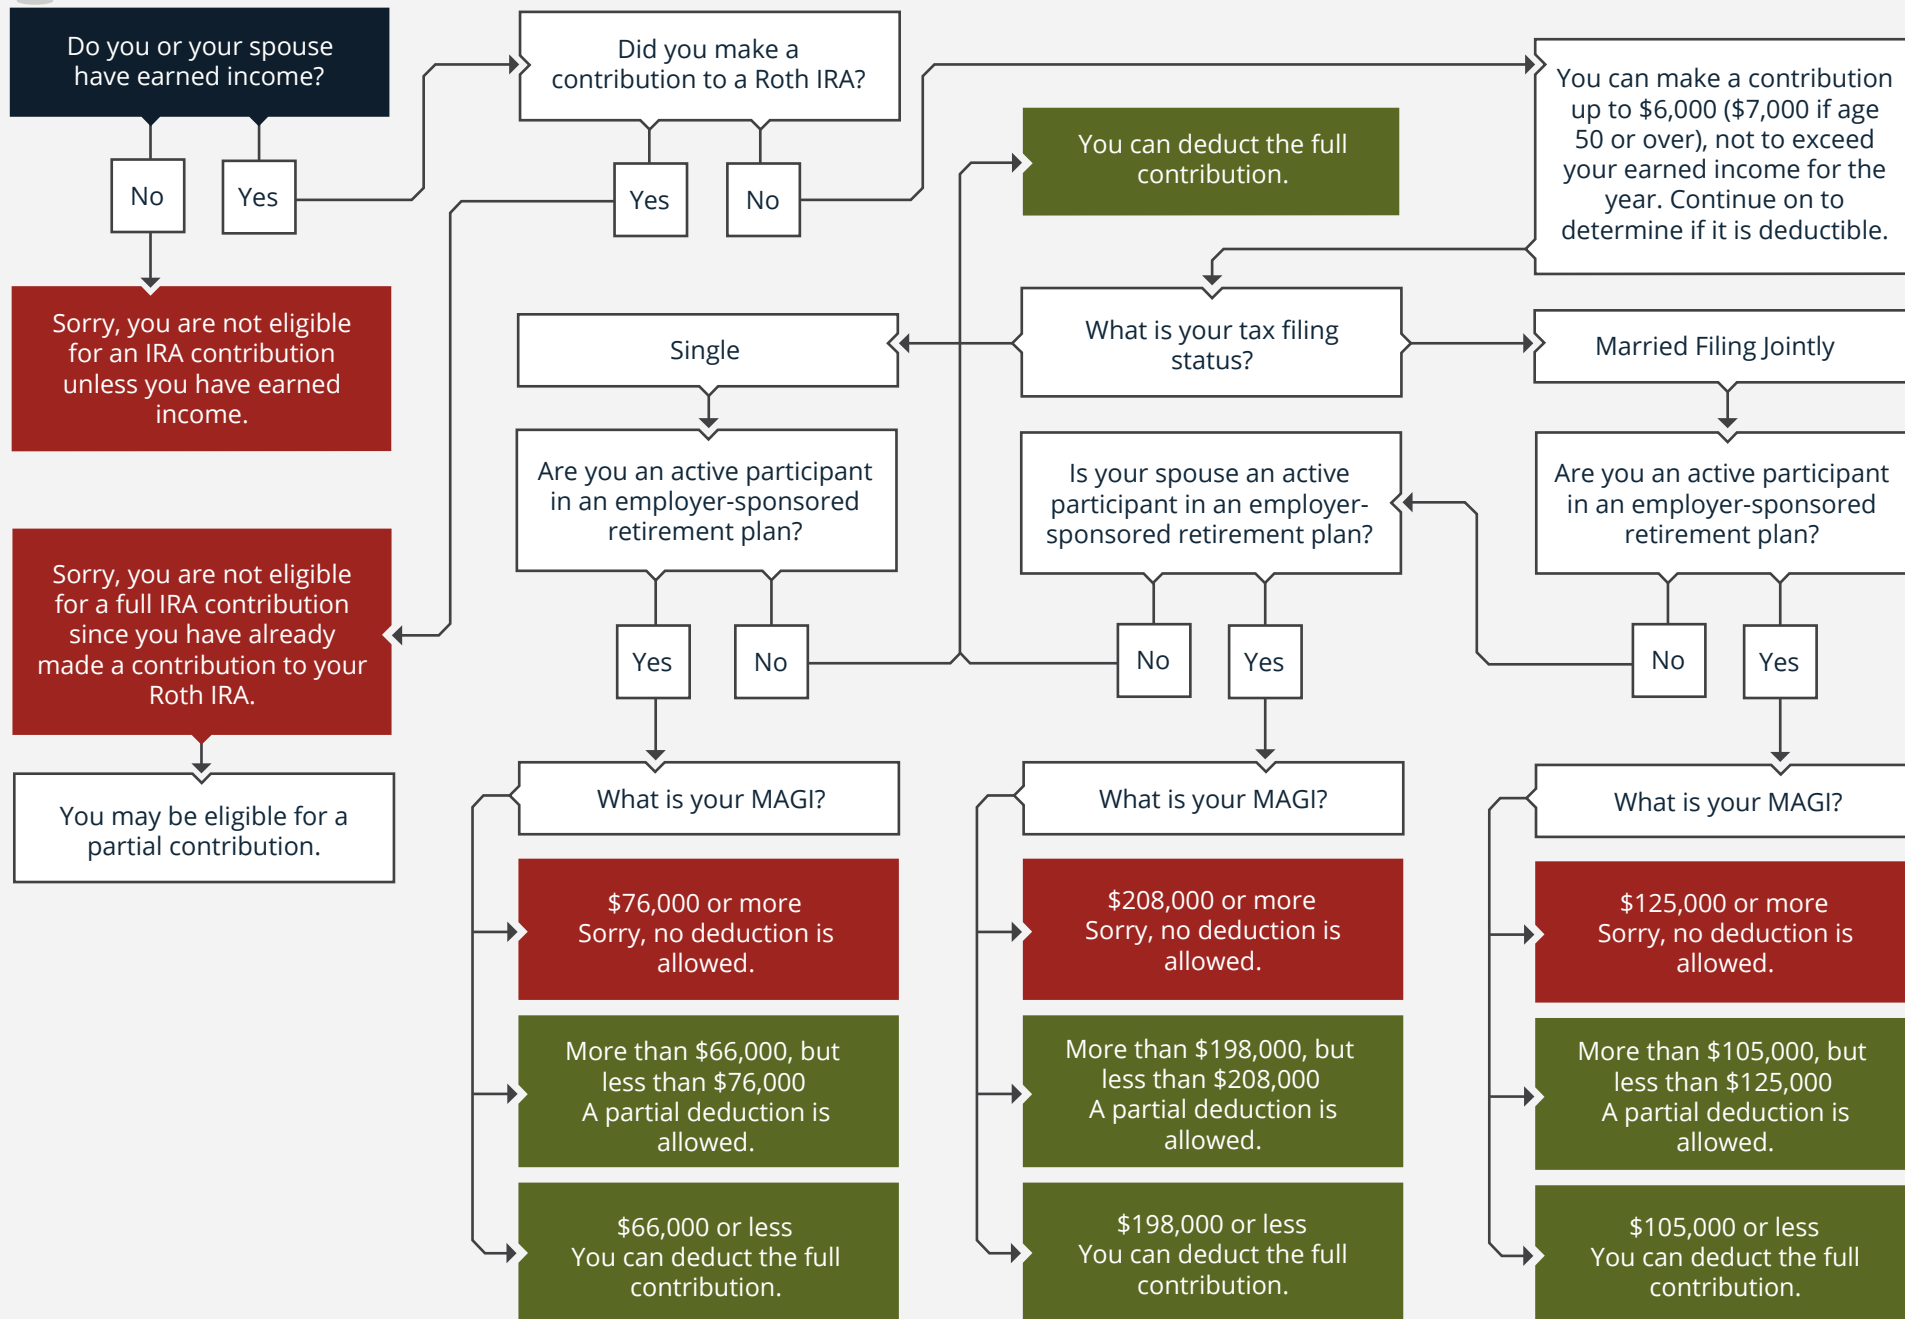 Do you or your spouse
have earned income?
No
Yes
Sorry, you are not eligible
for an IRA contribution
unless you have earned
income.
Did you make a
contribution to a Roth IRA?
Yes
No
Sorry, you are not eligible
for a full IRA contribution
since you have already
made a contribution to your
Roth IRA.
You may be eligible for a
partial contribution.
You can make a contribution
up to $6,000 ($7,000 if age
50 or over), not to exceed
your earned income for the
year. Continue on to
determine if it is deductible.
You can deduct the full
contribution.
What is your tax filing
status?
Single
Married Filing Jointly
Are you an active participant
in an employer-sponsored
retirement plan?
Yes
No
Is your spouse an active
participant in an employer-
sponsored retirement plan?
No
Yes
Are you an active participant
in an employer-sponsored
retirement plan?
No
Yes
What is your MAGI?
$76,000 or more
Sorry, no deduction is
allowed.
More than $66,000, but
less than $76,000
A partial deduction is
allowed.
$66,000 or less
You can deduct the full
contribution.
What is your MAGI?
$208,000 or more
Sorry, no deduction is
allowed.
More than $198,000, but
less than $208,000
A partial deduction is
allowed.
$198,000 or less
You can deduct the full
contribution.
What is your MAGI?
$125,000 or more
Sorry, no deduction is
allowed.
More than $105,000, but
less than $125,000
A partial deduction is
allowed.
$105,000 or less
You can deduct the full
contribution.